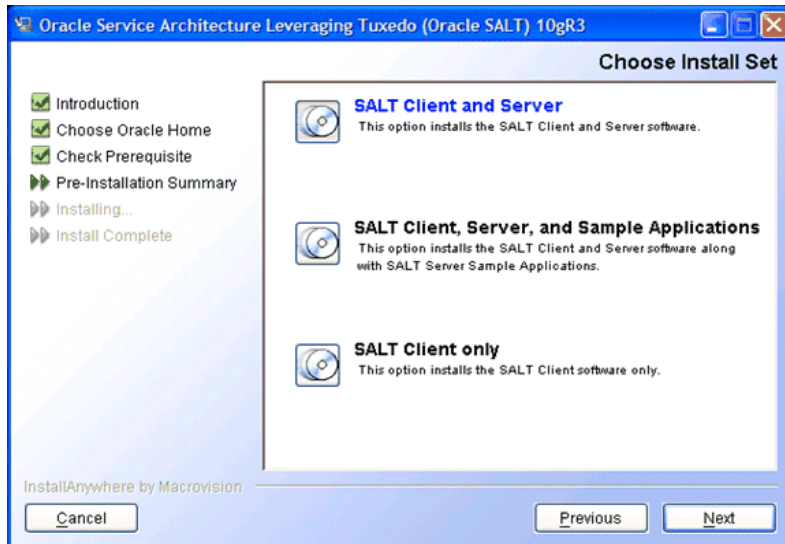 Oracle Service Architecture Leveraging Tuxedo (Oracle SALT) 10gR3
Choose Install Set
Introduction
Choose Oracle Home
Check Prerequisite
Pre-Installation Summary
Installing...
Install Complete
SALT Client and Server
This option installs the SALT Client and Server software.
SALT Client, Server, and Sample Applications
This option installs the SALT Client and Server software along
with SALT Server Sample Applications.
SALT Client only
This option installs the SALT Client software only.
InstallAnywhere by Macrovision
Cancel
Previous
Next